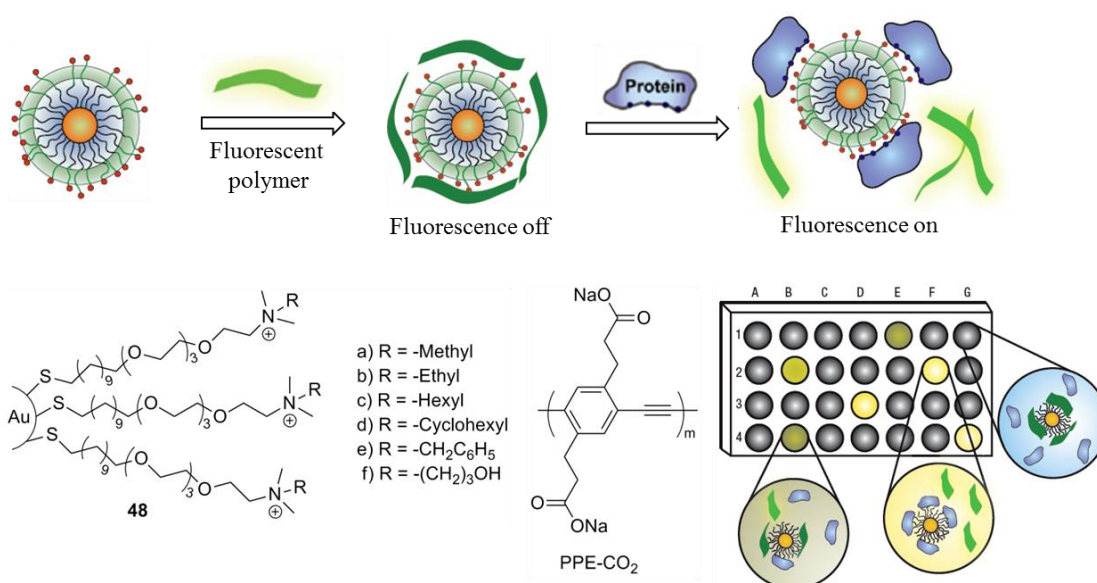 Fluorescent
polymer
Protein
Fluorescence off
Fluorescence on
Au
S
S
S
9
9
9
O
O
O
3
3
3
O
O
O
N
N
N
⊕
⊕
⊕
R
R
R
48
a) R = -Methyl
b) R = -Ethyl
c) R = -Hexyl
d) R = -Cyclohexyl
e) R = -CH₂C₆H₅
f) R = -(CH₂)₃OH
NaO
O
m
O
ONa
PPE-CO₂
A B C D E F G
1
2
3
4